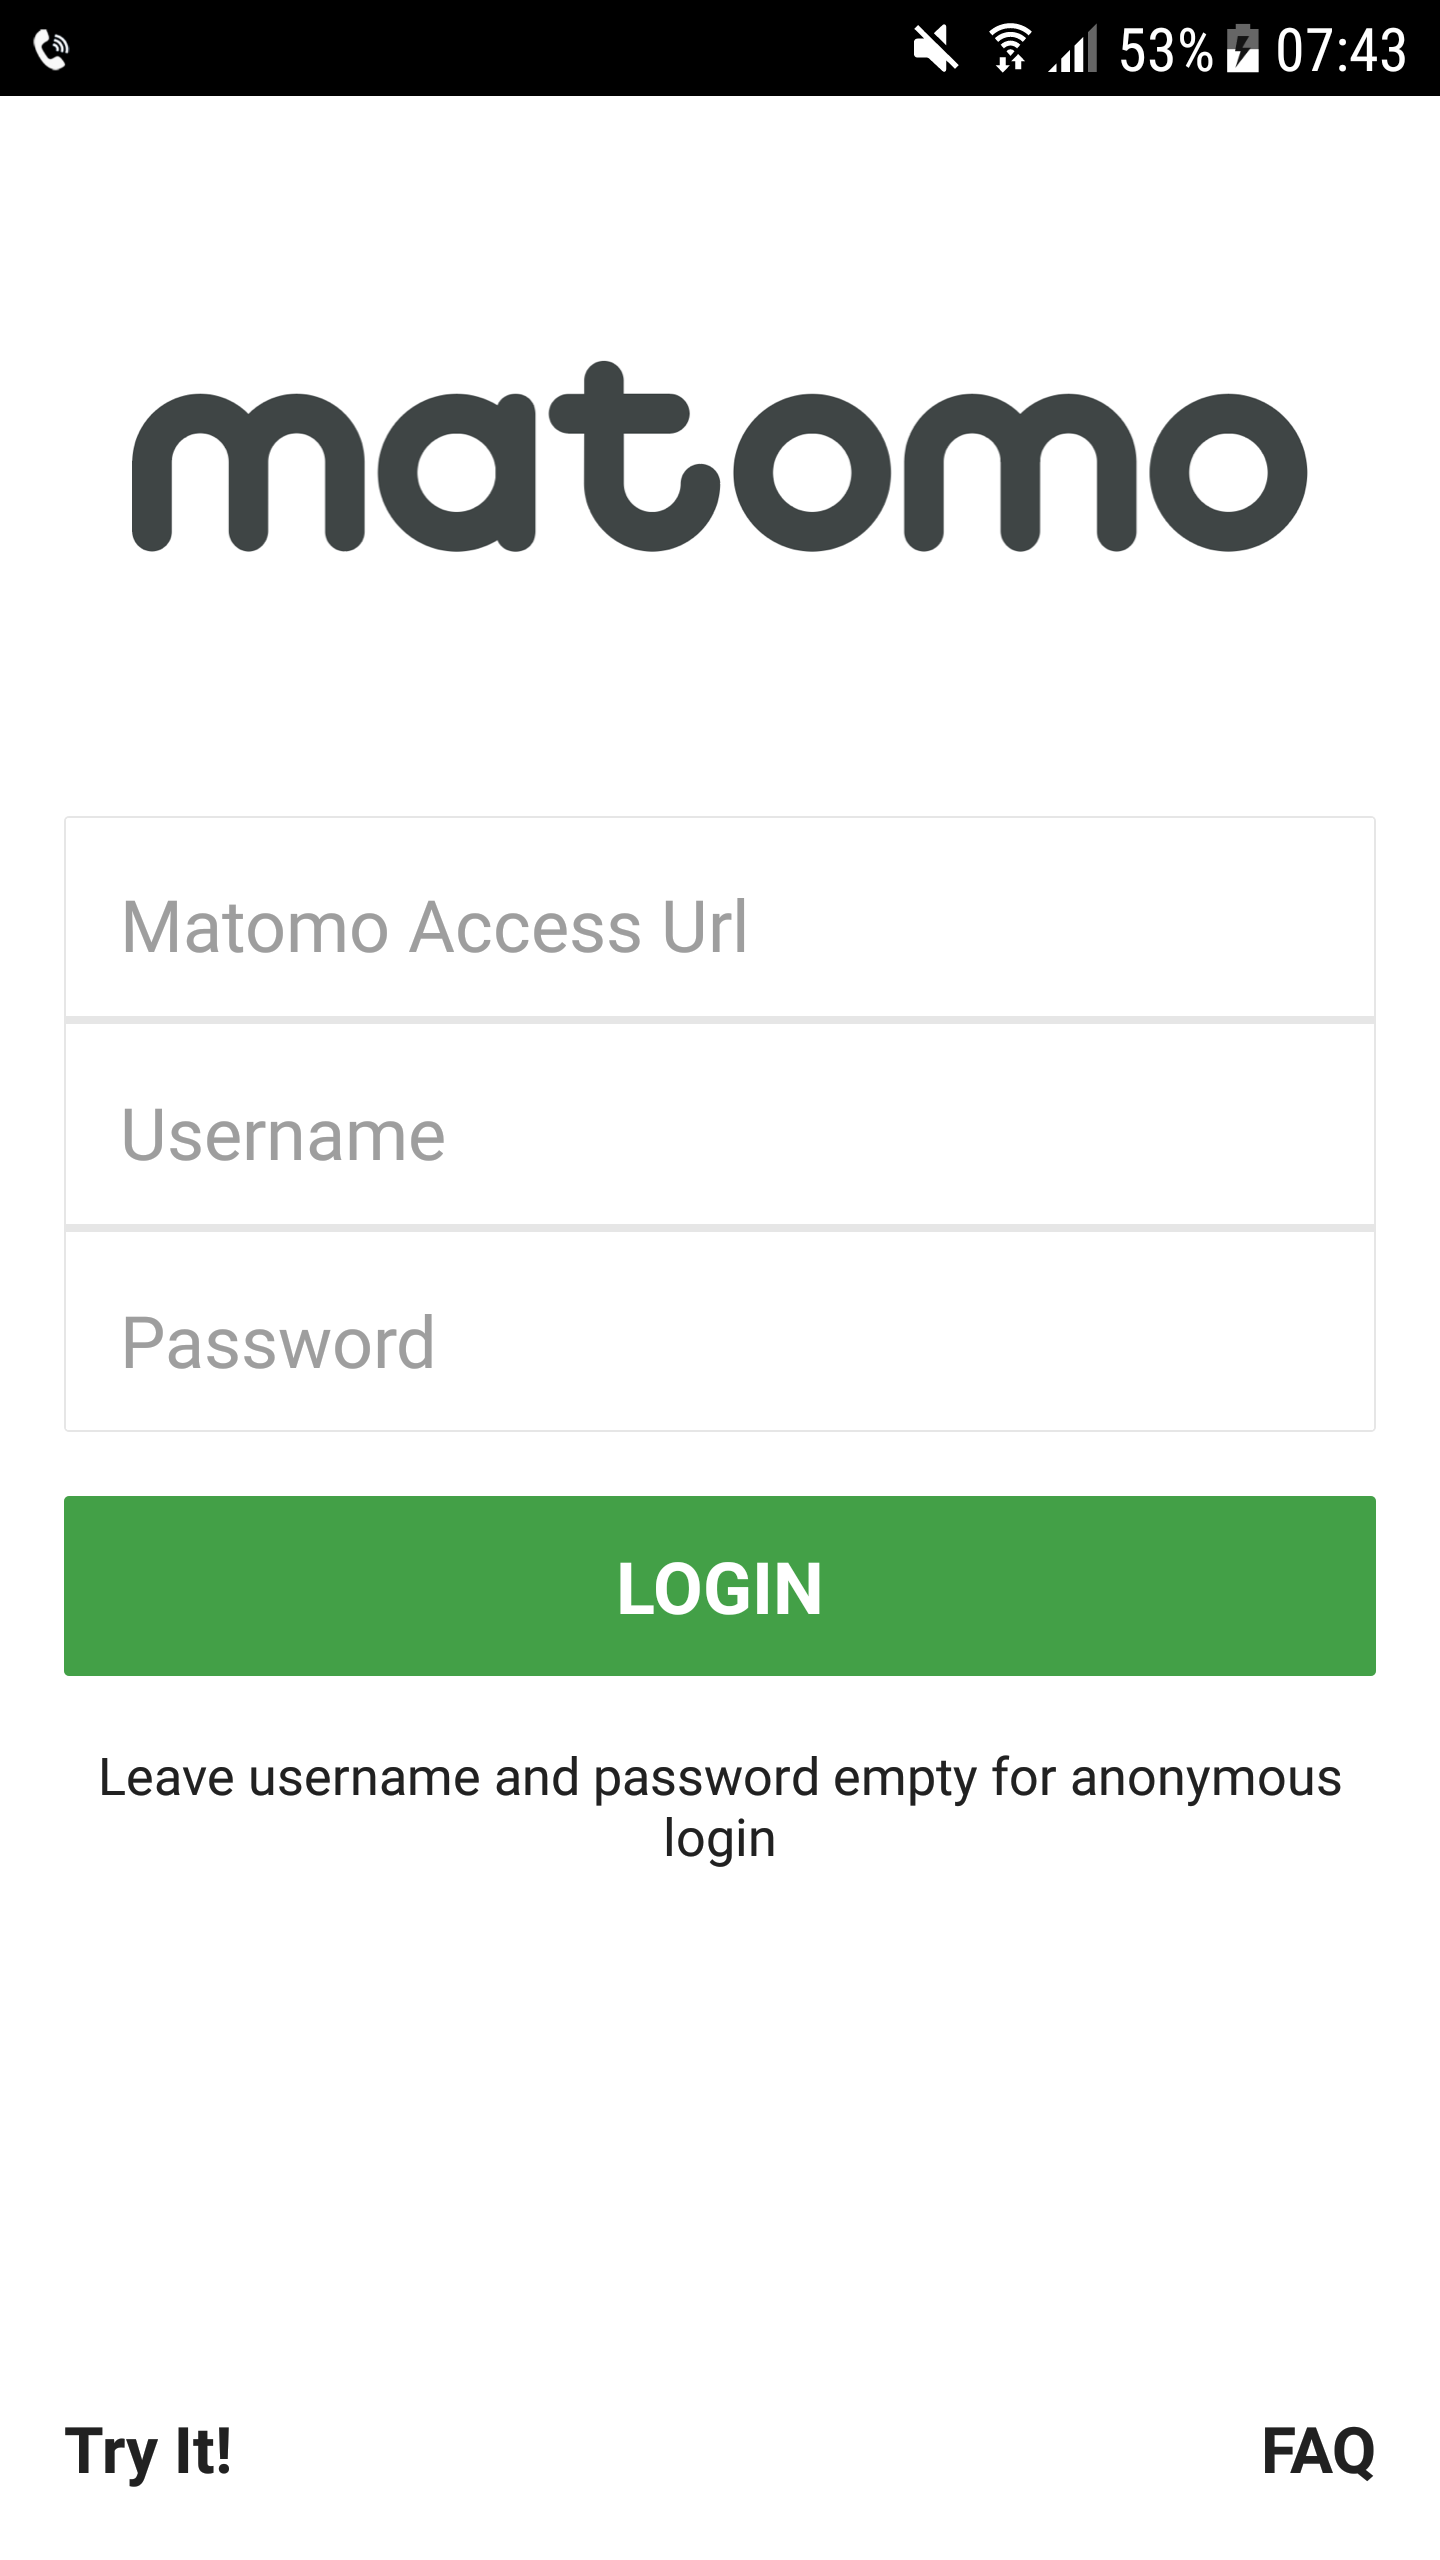 53% 07:43
matomo
Matomo Access Url
Username
Password
LOGIN
Leave username and password empty for anonymous
login
Try It! FAQ